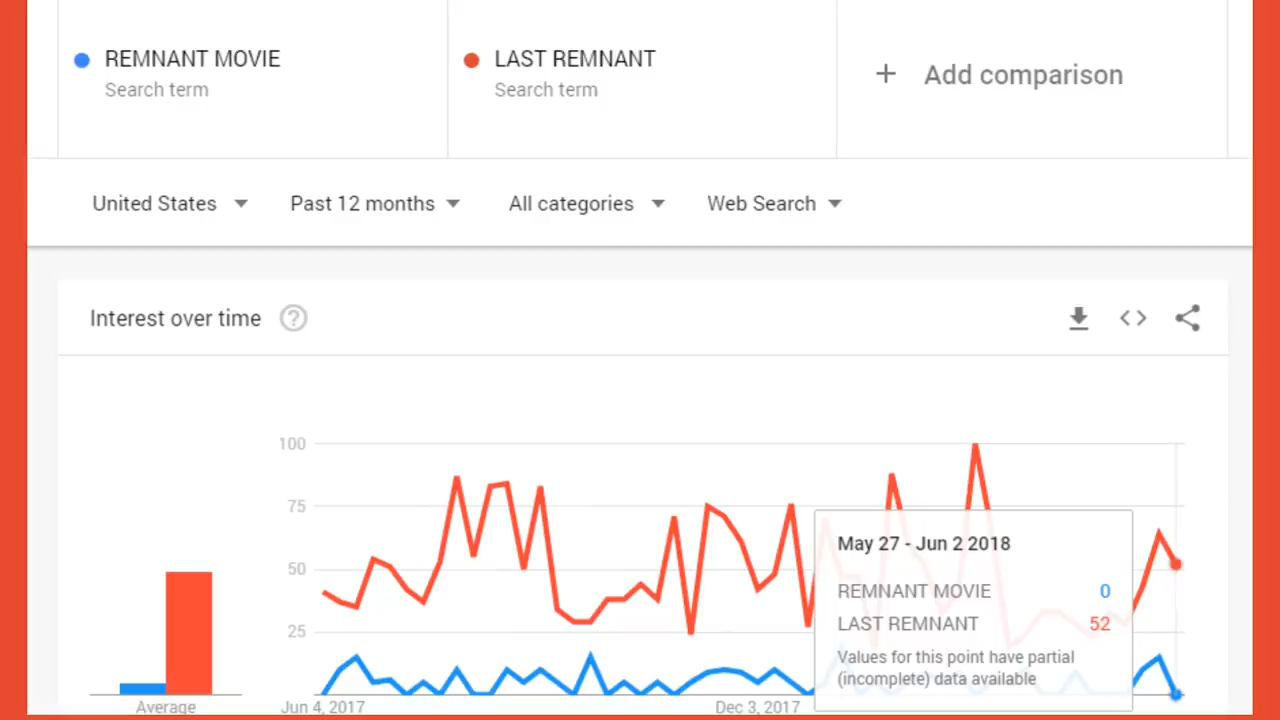 REMNANT MOVIE
Search term
LAST REMNANT
Search term
+ Add comparison
United States
Past 12 months
All categories
Web Search
Interest over time ?
100
75
50
25
Average
Jun 4, 2017
Dec 3, 2017
May 27 - Jun 2 2018
REMNANT MOVIE 0
LAST REMNANT 52
Values for this point have partial
(incomplete) data available